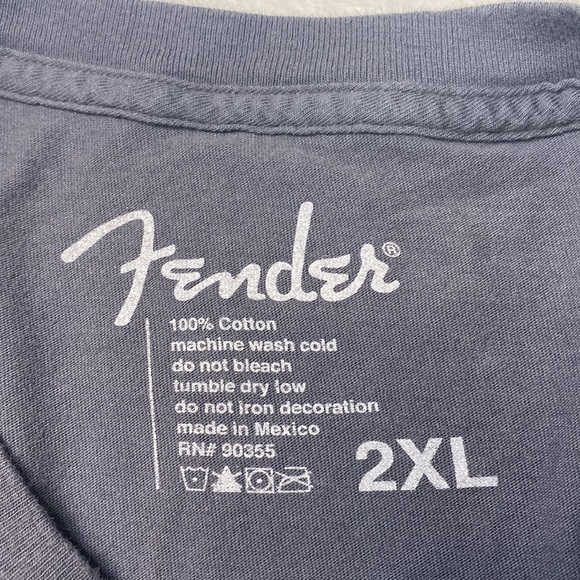 Fender®
100% Cotton
machine wash cold
do not bleach
tumble dry low
do not iron decoration
made in Mexico
RN# 90355
2XL